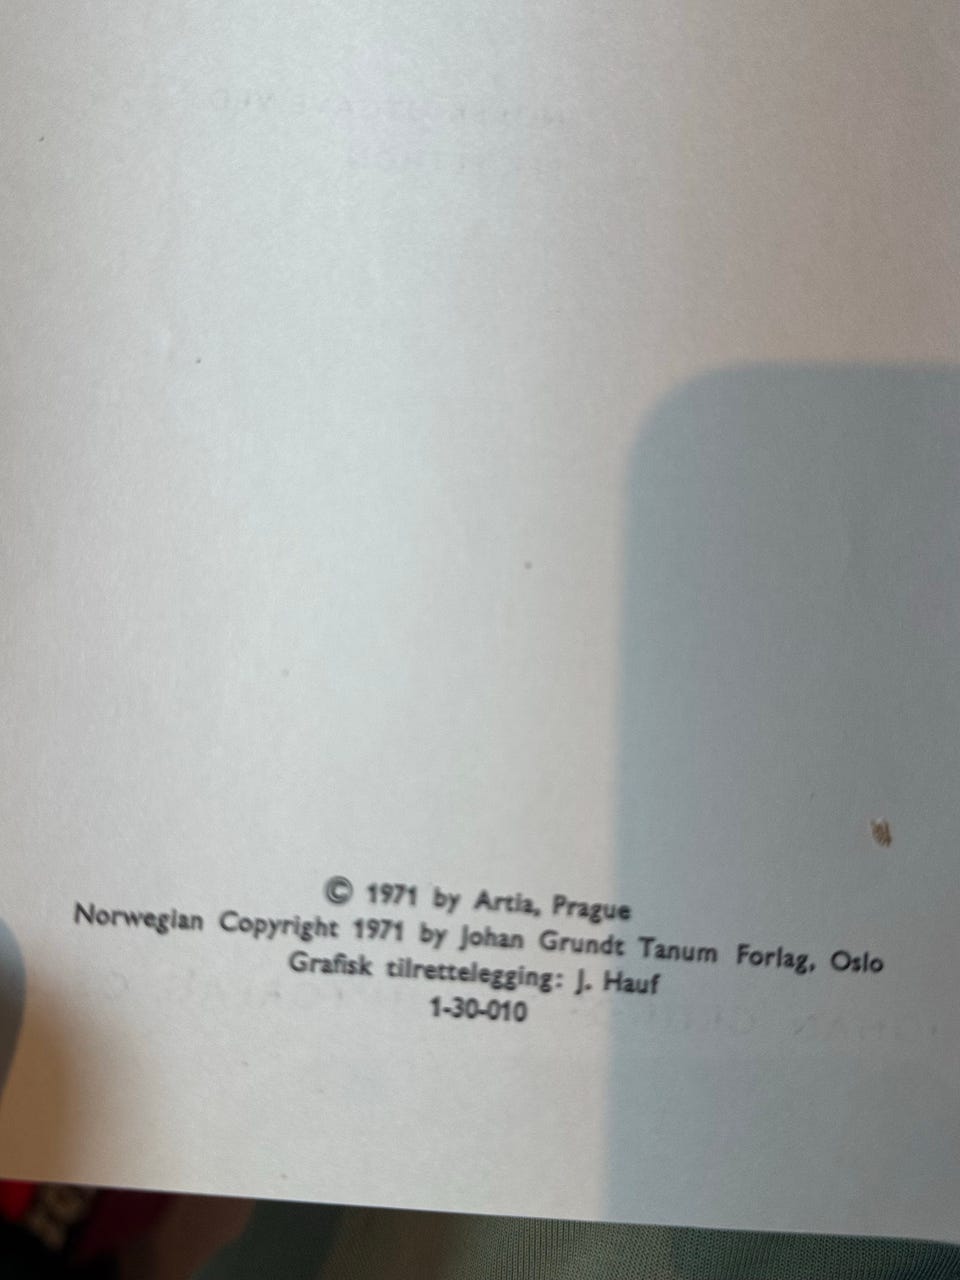 © 1971 by Artia, Prague
Norwegian Copyright 1971 by Johan Grundt Tanum Forlag, Oslo
Grafisk tilrettelegging: J. Hauf
1-30-010